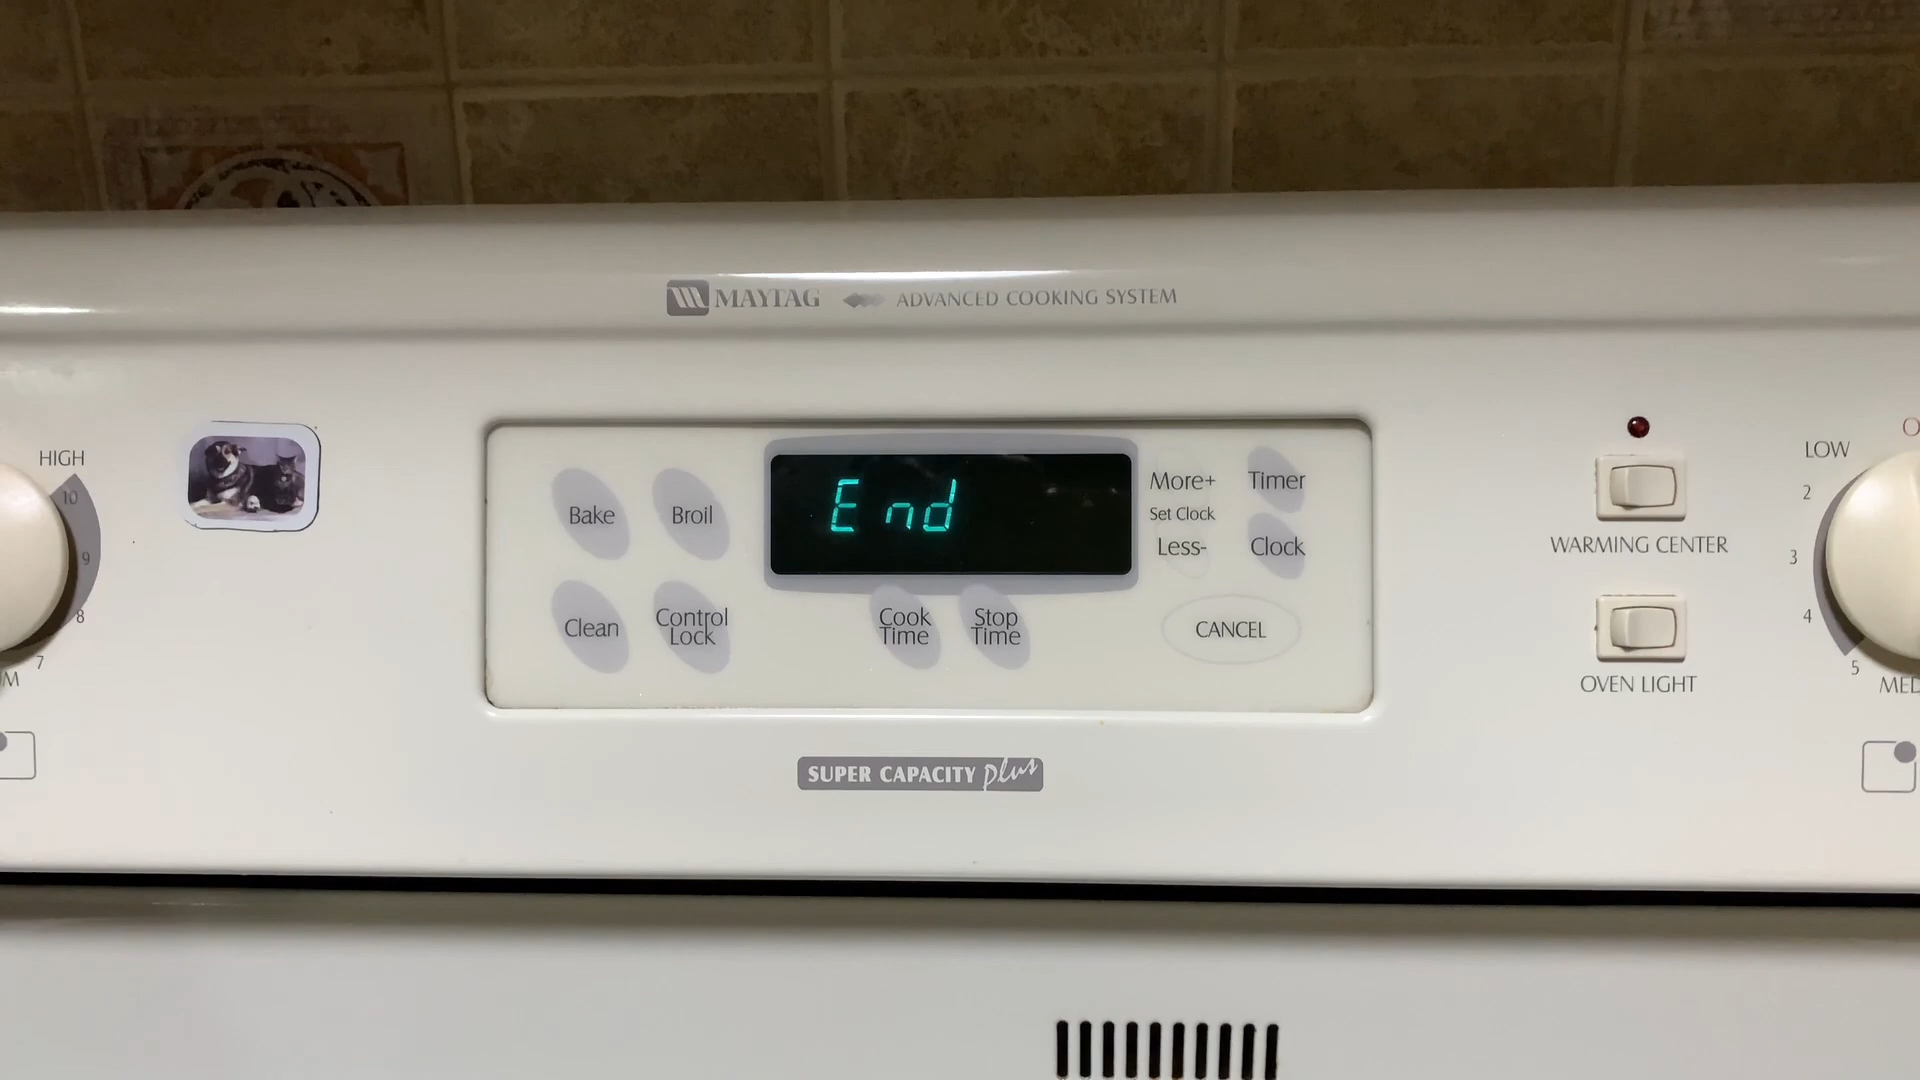 MAYTAG ADVANCED COOKING SYSTEM
HIGH
10
9
8
7
Bake
Broil
Clean
Control
Lock
End
Cook
Time
Stop
Time
More+
Set Clock
Less-
Timer
Clock
CANCEL
WARMING CENTER
OVEN LIGHT
LOW
2
3
4
5
SUPER CAPACITY plus